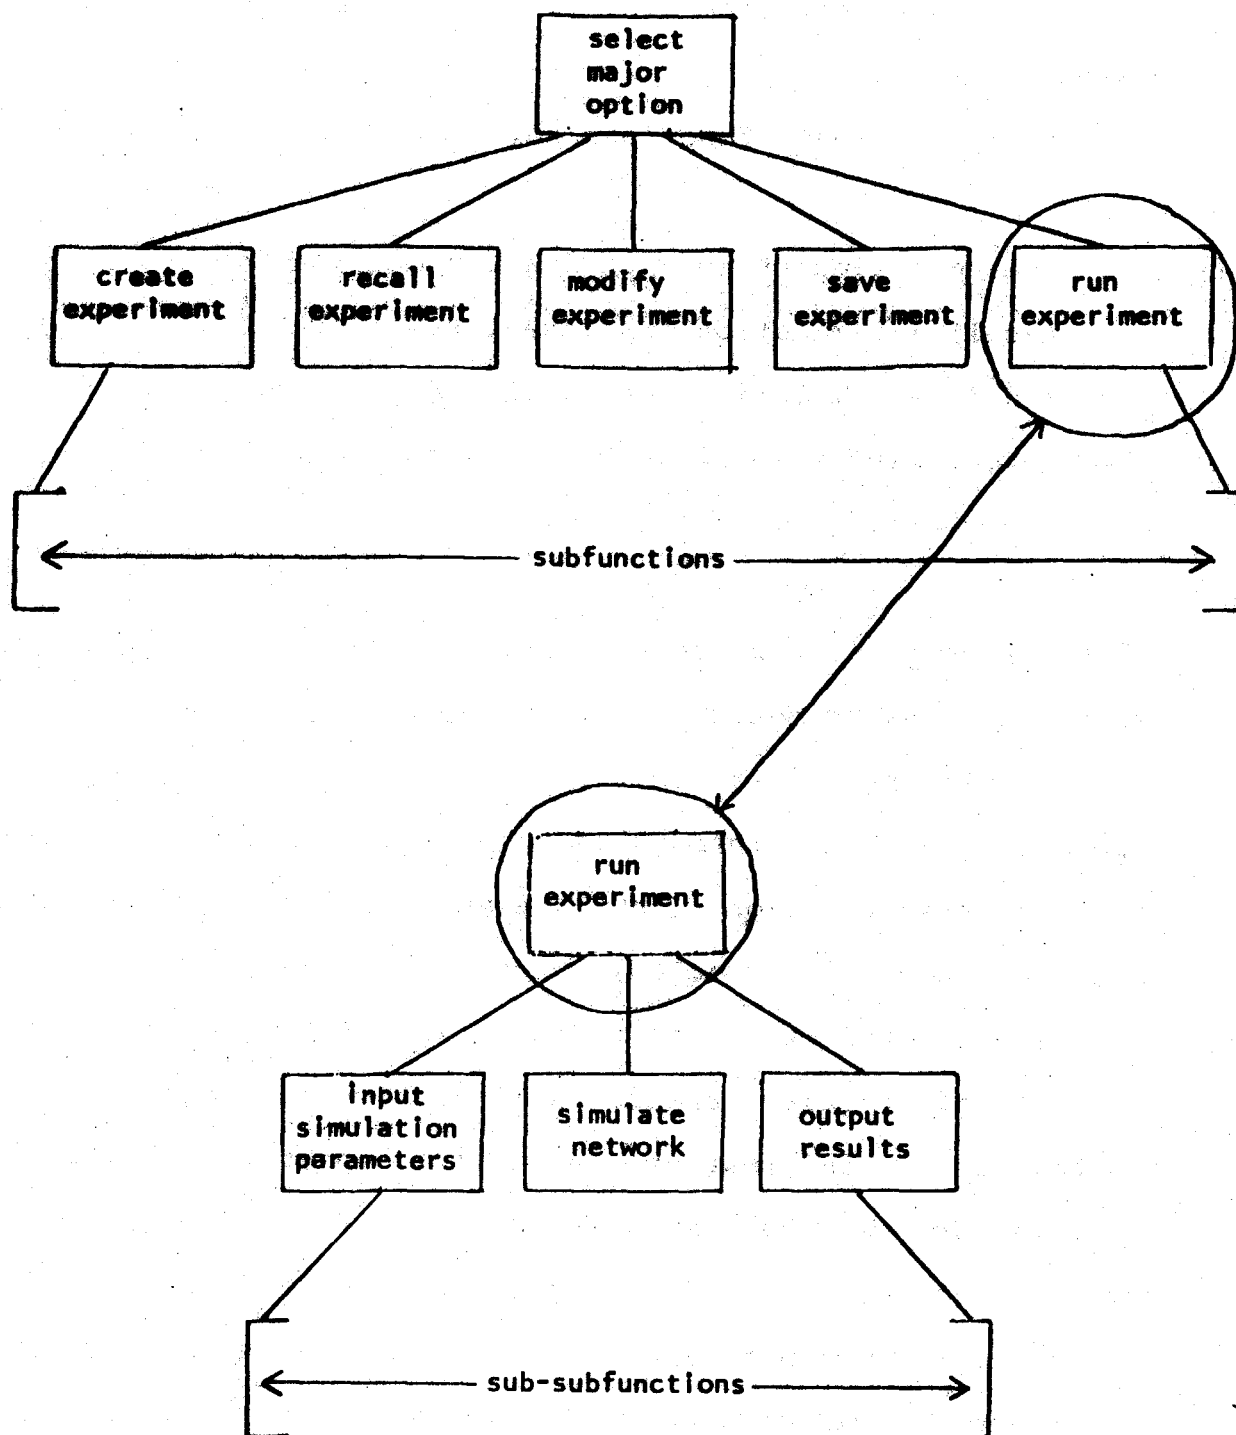 select
major
option
create
experiment
recall
experiment
modify
experiment
save
experiment
run
experiment
subfunctions
run
experiment
input
simulation
parameters
simulate
network
output
results
sub-subfunctions